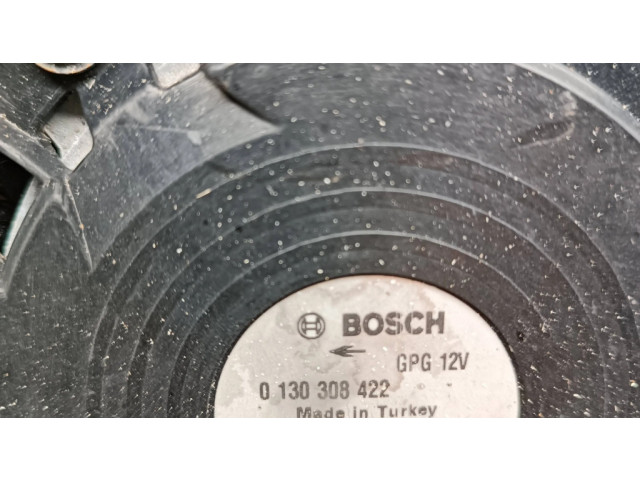 BOSCH
GPG 12V
0 130 308 422
Made in Turkey